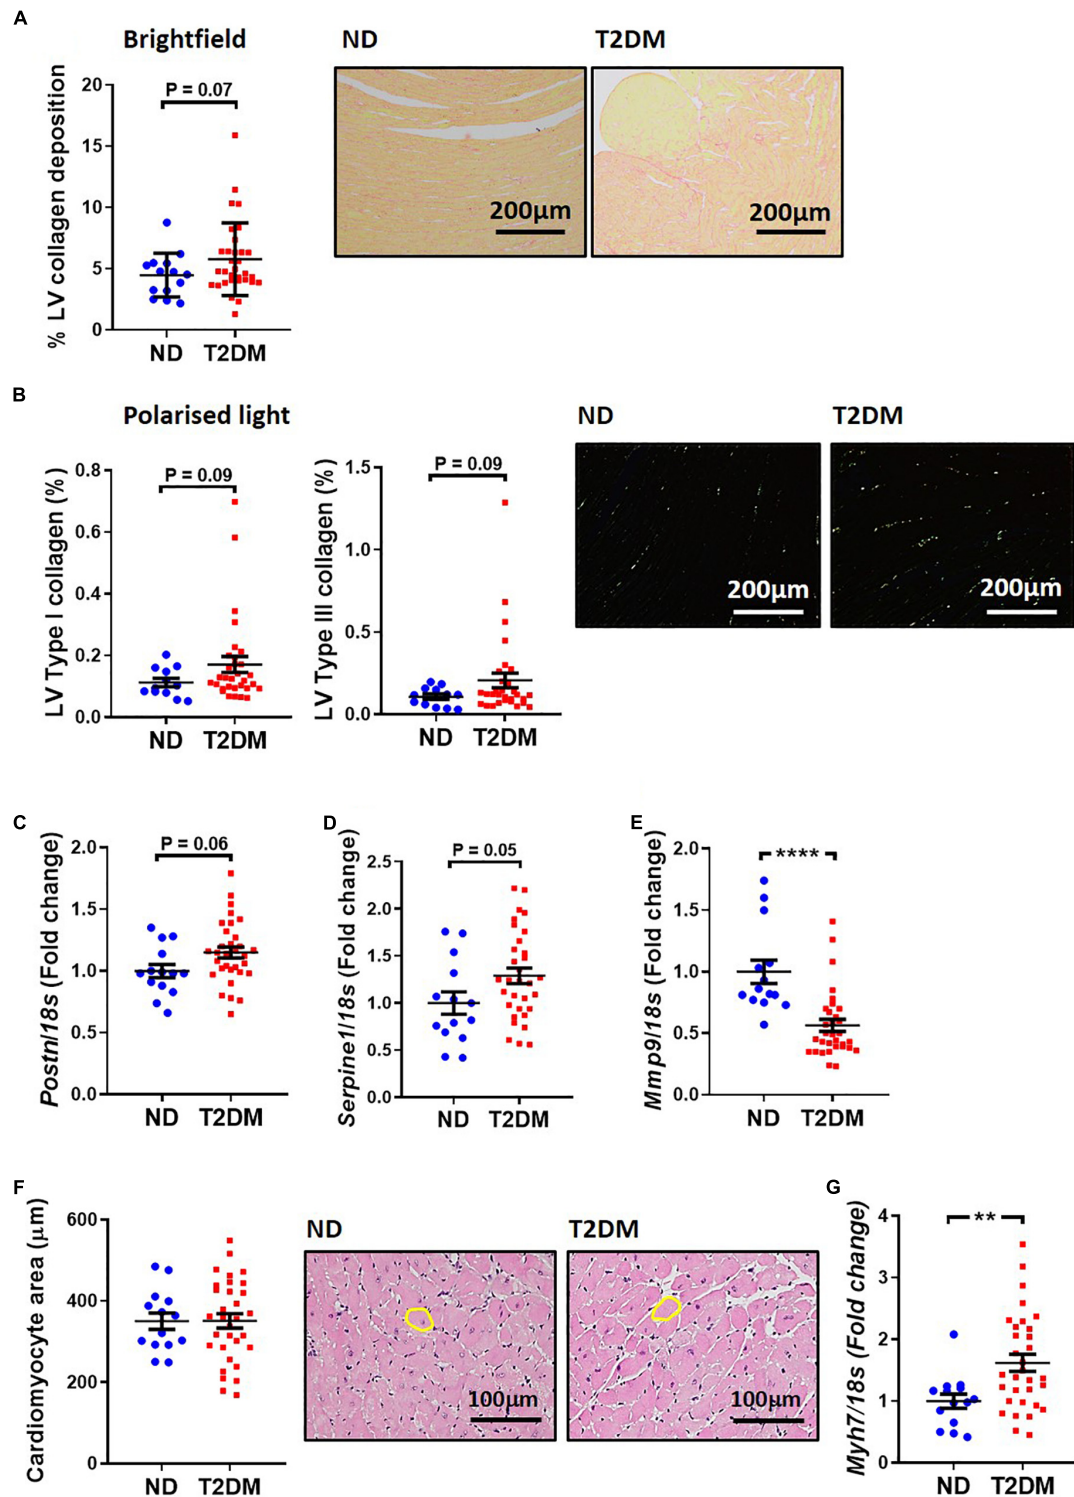 A
Brightfield
ND
T2DM
% LV collagen deposition
20
15
10
5
0
P = 0.07
ND
T2DM
200µm
200µm
B
Polarised light
ND
T2DM
LV Type I collagen (%)
0.8
0.6
0.4
0.2
0.0
P = 0.09
ND
T2DM
LV Type III collagen (%)
1.5
1.0
0.5
0.0
P = 0.09
ND
T2DM
200µm
200µm
C
Postn/18s (Fold change)
2.0
1.5
1.0
0.5
0.0
P = 0.06
ND
T2DM
D
Serpine1/18s (Fold change)
2.5
2.0
1.5
1.0
0.5
0.0
P = 0.05
ND
T2DM
E
Mmp9/18s (Fold change)
2.0
1.5
1.0
0.5
0.0
****
ND
T2DM
F
Cardiomyocyte area (µm)
600
400
200
0
ND
T2DM
ND
T2DM
100µm
100µm
G
Myh7/18s (Fold change)
4
3
2
1
0
**
ND
T2DM